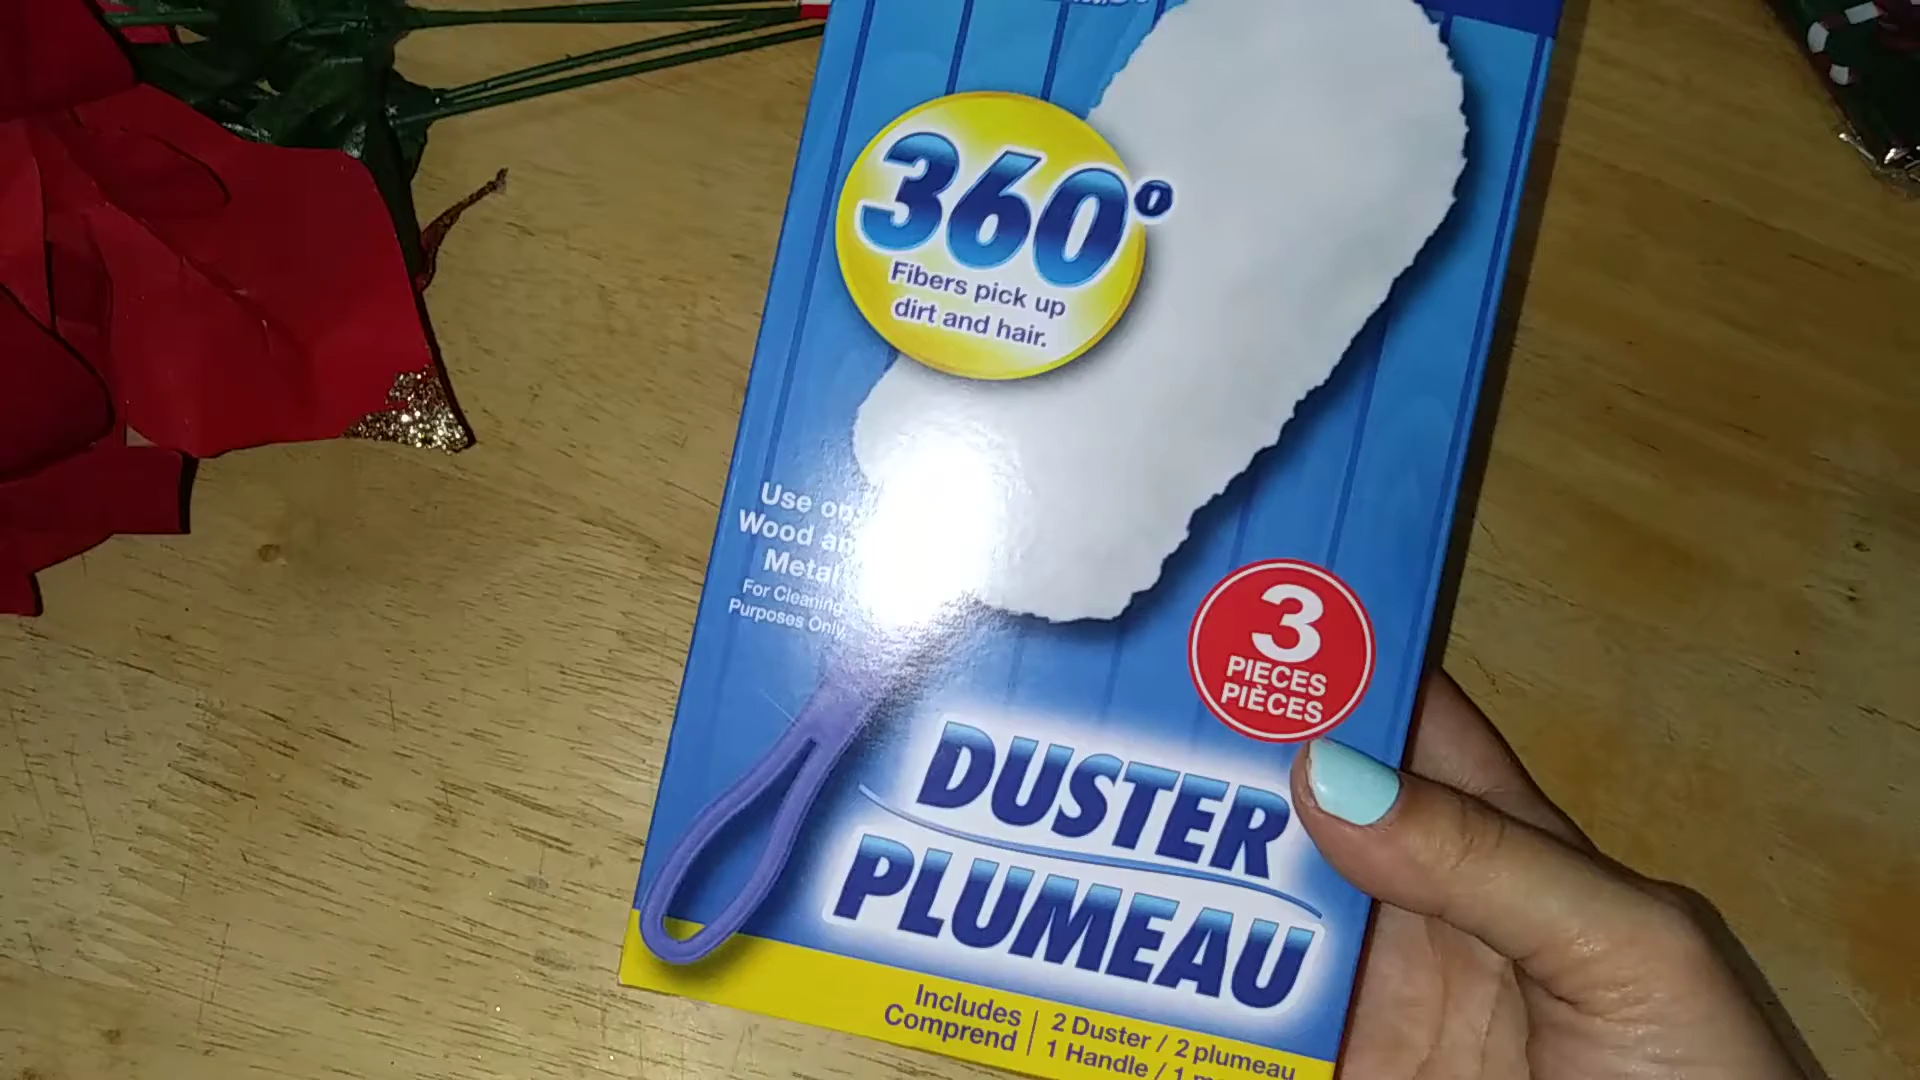 360°
Fibers pick up
dirt and hair.
Use on
Wood
Metal
For Cleaning
Purposes Only.
3
PIECES
PIÈCES
DUSTER
PLUMEAU
Includes
Comprend
2 Duster / 2 plumeau
1 Handle / 1